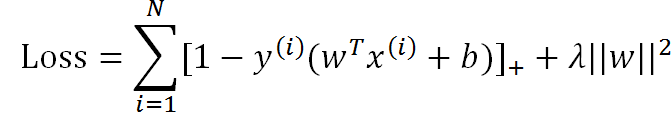 Loss = ∑_{i=1}^{N} [1 − y^{(i)}(w^T x^{(i)} + b)]_+ + λ||w||^2